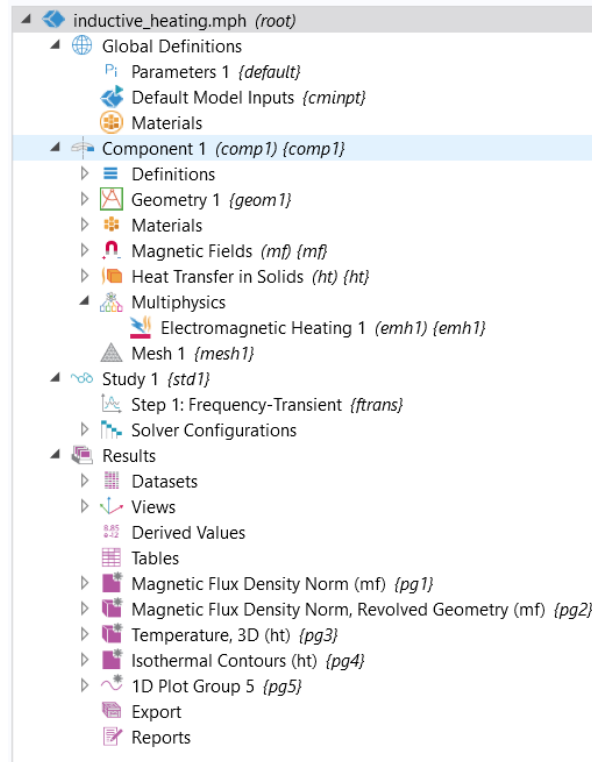 inductive_heating.mph (root)
Global Definitions
Pi Parameters 1 {default}
Default Model Inputs {cminpt}
Materials
Component 1 (comp1) {comp1}
Definitions
Geometry 1 {geom1}
Materials
Magnetic Fields (mf) {mf}
Heat Transfer in Solids (ht) {ht}
Multiphysics
Electromagnetic Heating 1 (emh1) {emh1}
Mesh 1 {mesh1}
Study 1 {std1}
Step 1: Frequency-Transient {ftrans}
Solver Configurations
Results
Datasets
Views
8.85
e-12
Derived Values
Tables
Magnetic Flux Density Norm (mf) {pg1}
Magnetic Flux Density Norm, Revolved Geometry (mf) {pg2}
Temperature, 3D (ht) {pg3}
Isothermal Contours (ht) {pg4}
1D Plot Group 5 {pg5}
Export
Reports